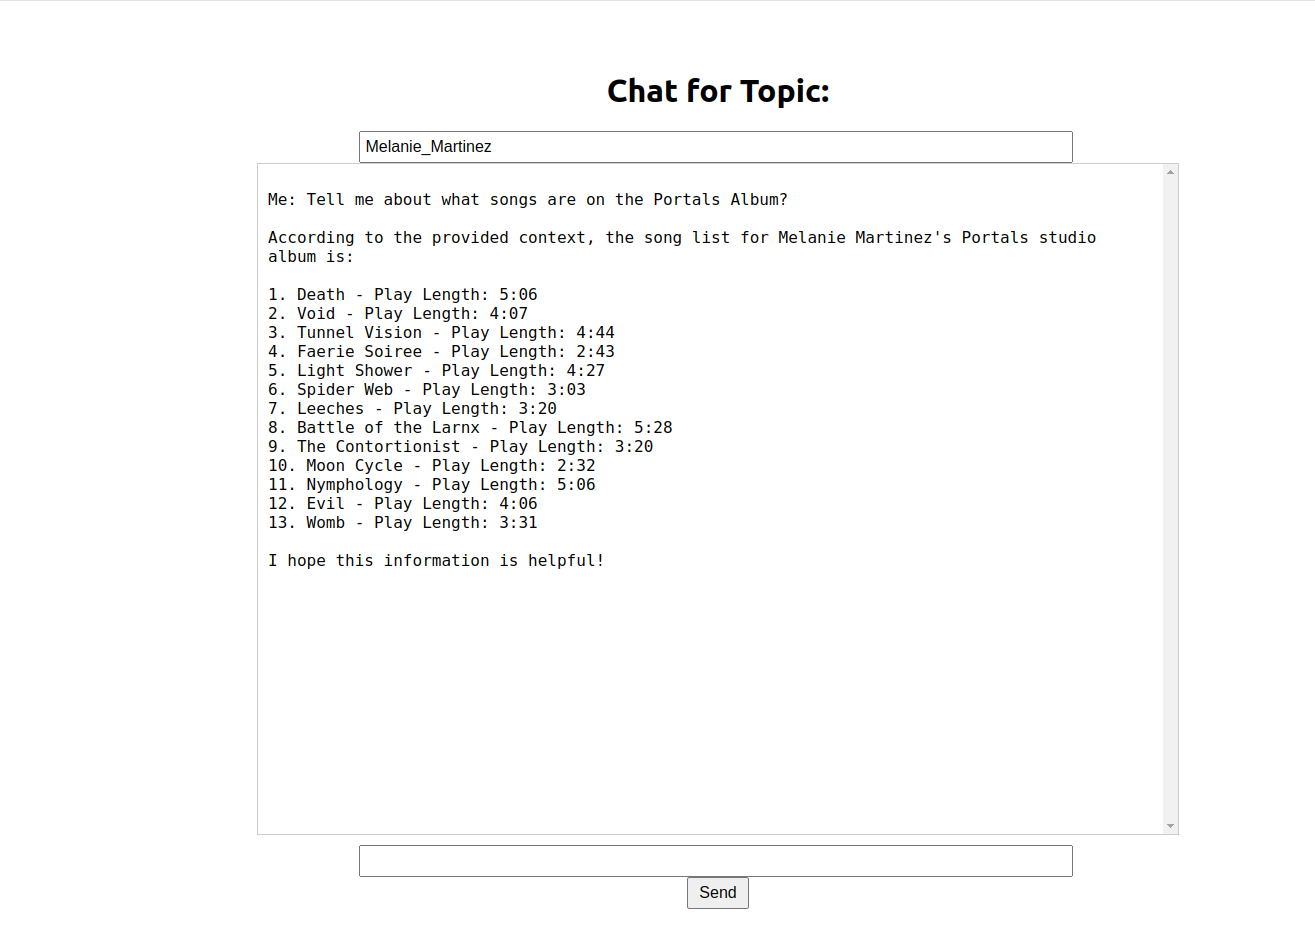 Chat for Topic:
Melanie_Martinez
Me: Tell me about what songs are on the Portals Album?
According to the provided context, the song list for Melanie Martinez's Portals studio
album is:
1. Death - Play Length: 5:06
2. Void - Play Length: 4:07
3. Tunnel Vision - Play Length: 4:44
4. Faerie Soiree - Play Length: 2:43
5. Light Shower - Play Length: 4:27
6. Spider Web - Play Length: 3:03
7. Leeches - Play Length: 3:20
8. Battle of the Larnx - Play Length: 5:28
9. The Contortionist - Play Length: 3:20
10. Moon Cycle - Play Length: 2:32
11. Nymphology - Play Length: 5:06
12. Evil - Play Length: 4:06
13. Womb - Play Length: 3:31
I hope this information is helpful!
Send